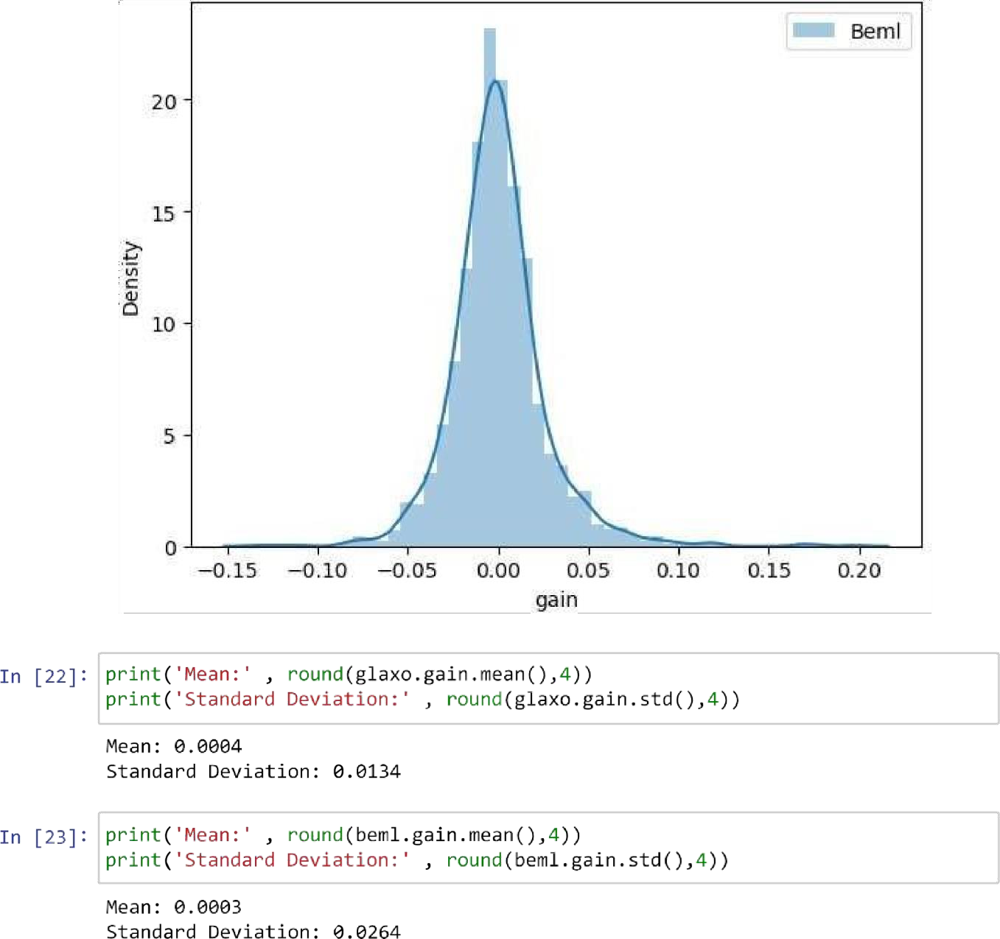 Beml
20
15
10
5
0
Density
−0.15 −0.10 −0.05 0.00 0.05 0.10 0.15 0.20
gain
In [22]: print('Mean:' , round(glaxo.gain.mean(),4))
print('Standard Deviation:' , round(glaxo.gain.std(),4))
Mean: 0.0004
Standard Deviation: 0.0134
In [23]: print('Mean:' , round(beml.gain.mean(),4))
print('Standard Deviation:' , round(beml.gain.std(),4))
Mean: 0.0003
Standard Deviation: 0.0264